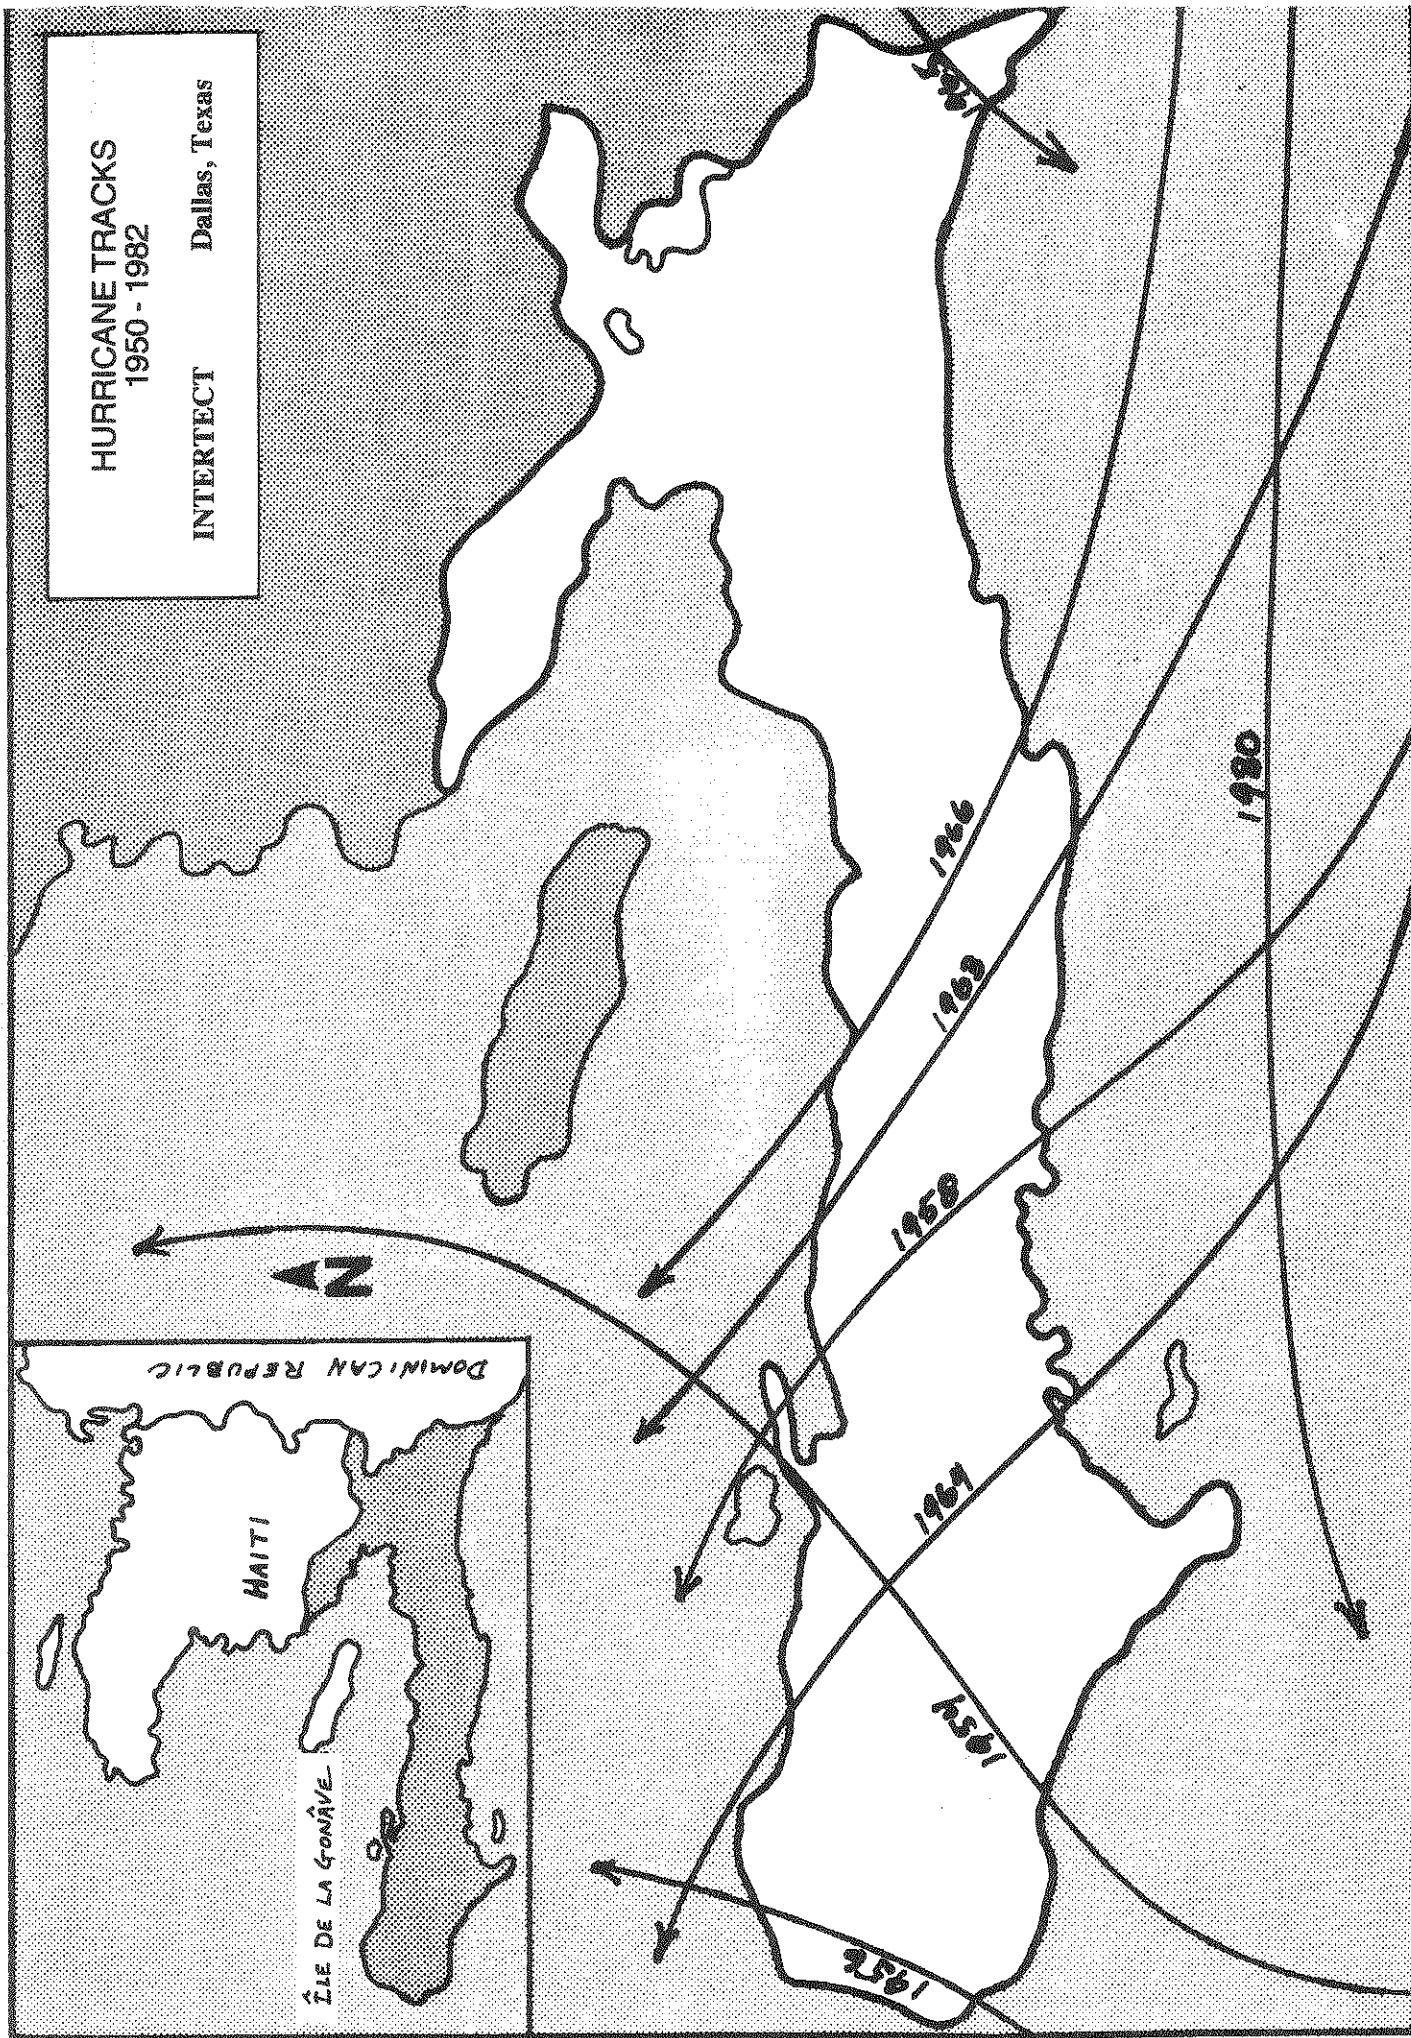 HURRICANE TRACKS
1950 - 1982
INTERTECT Dallas, Texas
DOMINICAN REPUBLIC
HAITI
ÎLE DE LA GONÂVE
N
1966
1963
1958
1964
1954
1956
1980